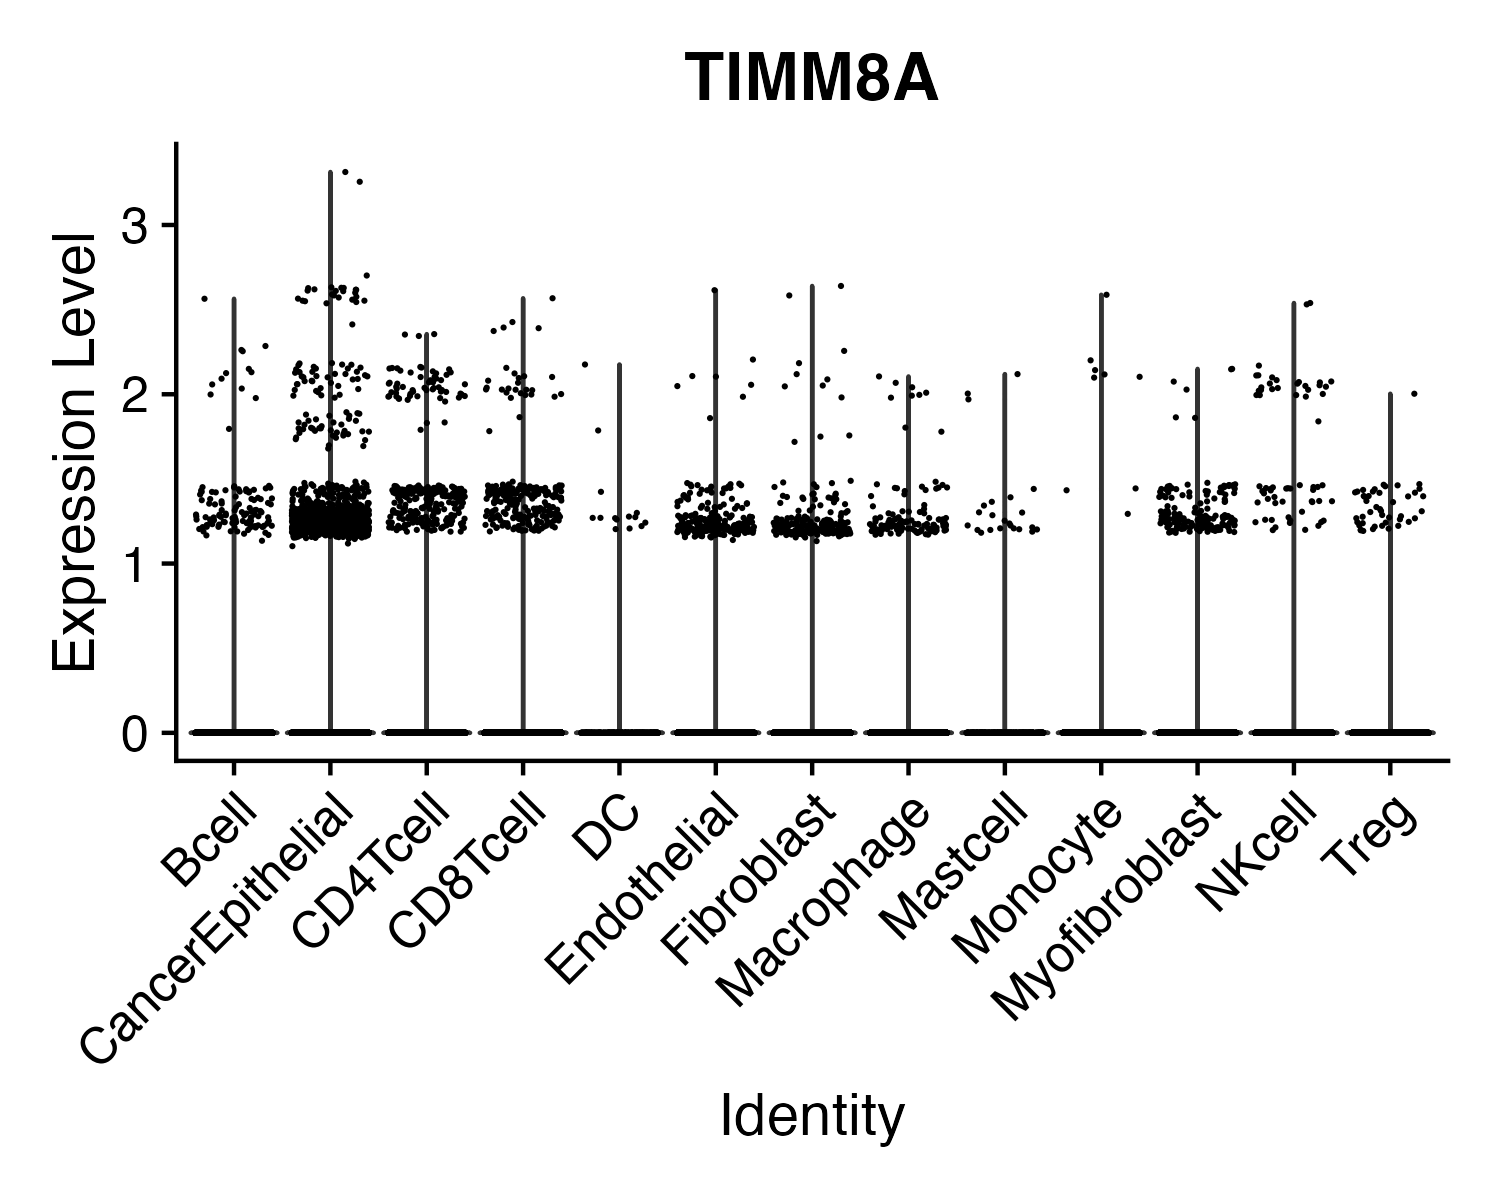 TIMM8A
Expression Level
3
2
1
0
Bcell
CancerEpithelial
CD4Tcell
CD8Tcell
DC
Endothelial
Fibroblast
Macrophage
Mastcell
Monocyte
Myofibroblast
NKcell
Treg
Identity